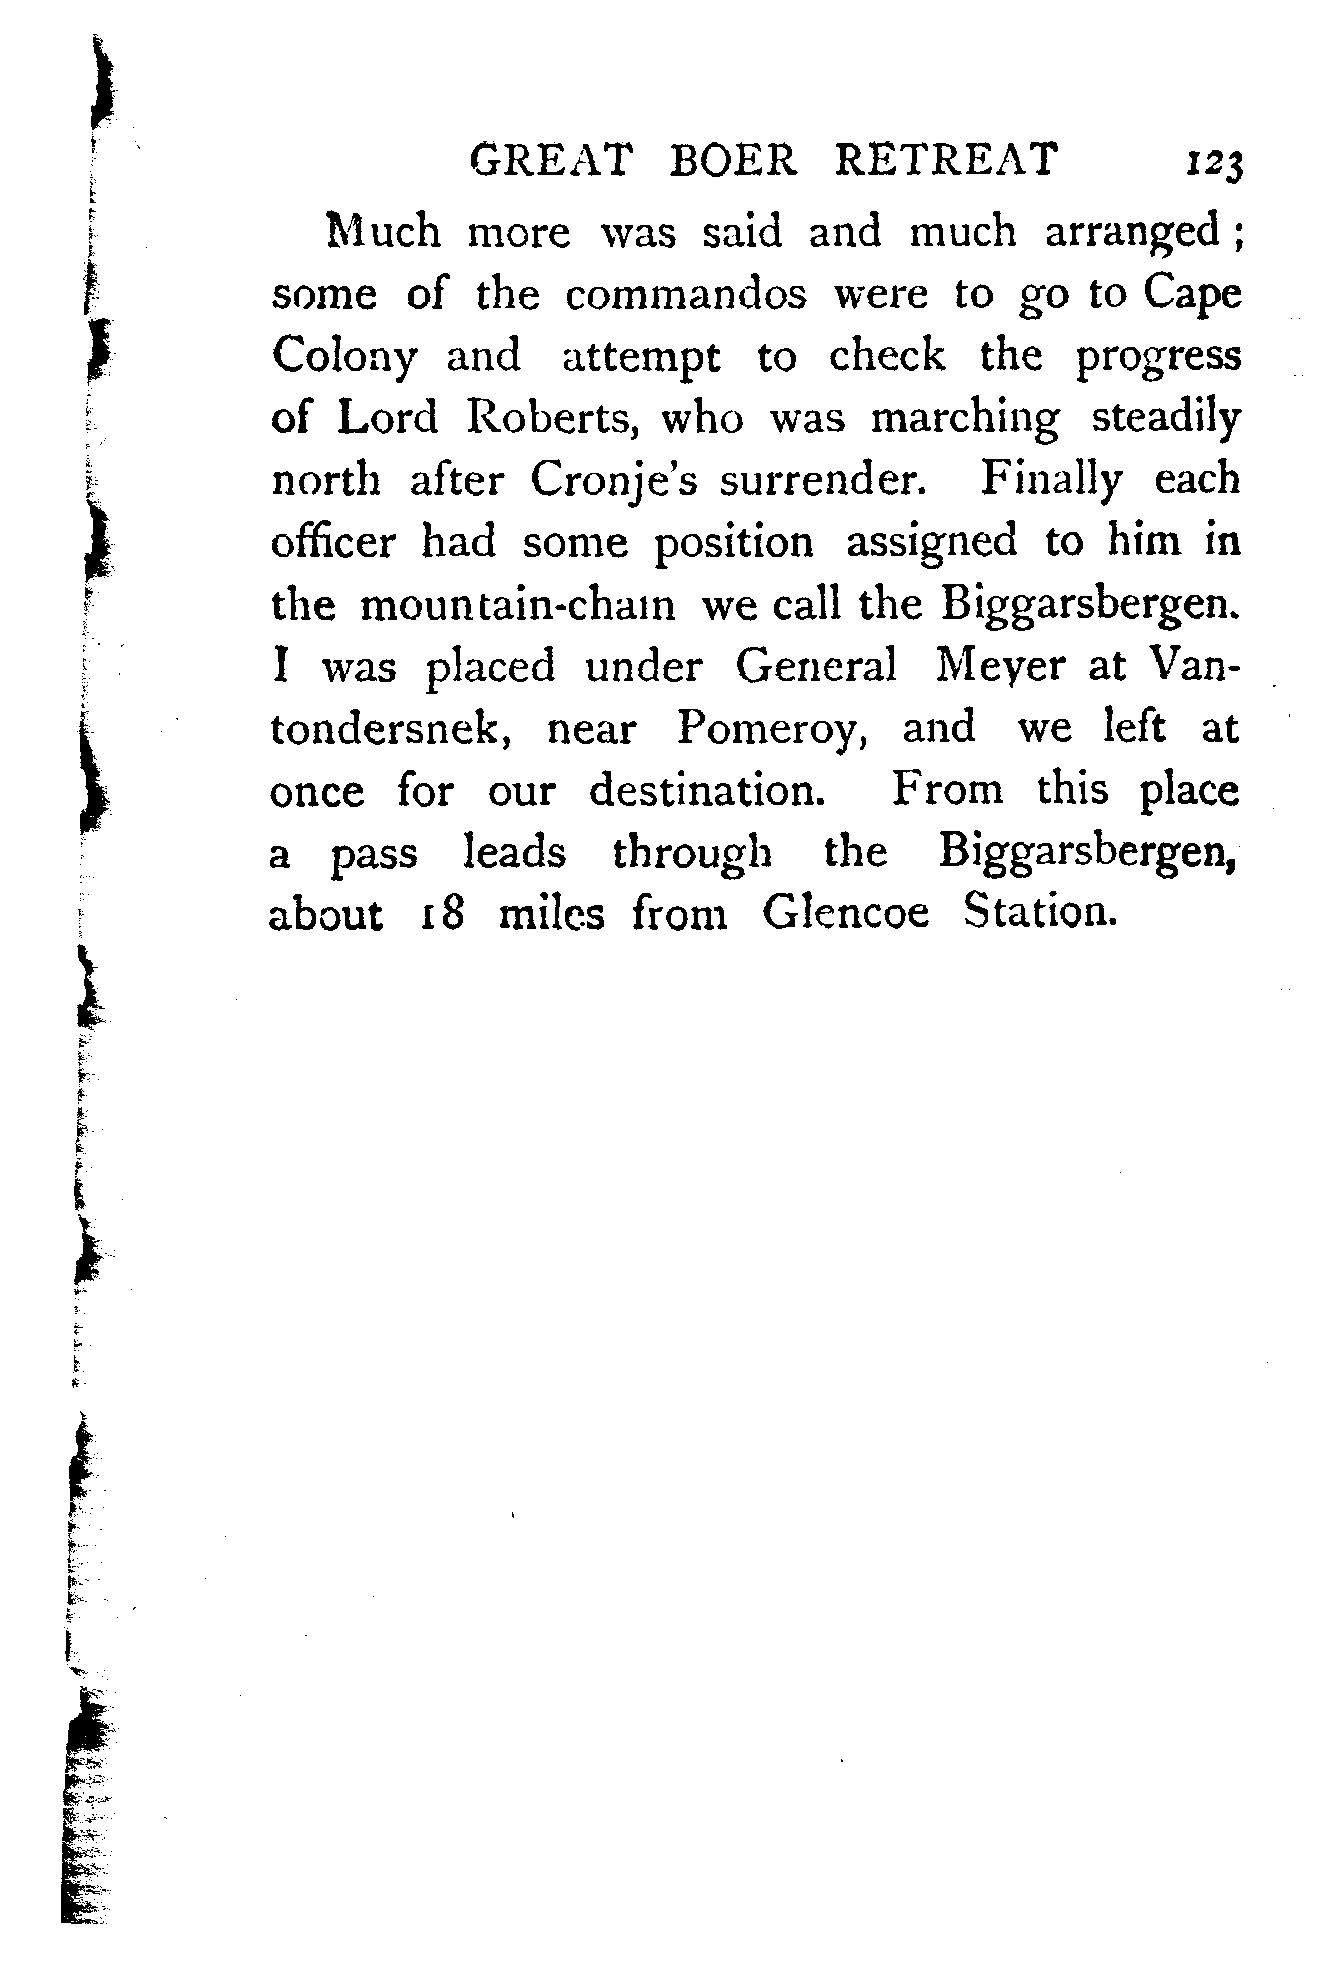 GREAT BOER RETREAT 123
Much more was said and much arranged ;
some of the commandos were to go to Cape
Colony and attempt to check the progress
of Lord Roberts, who was marching steadily
north after Cronje's surrender. Finally each
officer had some position assigned to him in
the mountain-chain we call the Biggarsbergen.
I was placed under General Meyer at Van-
tondersnek, near Pomeroy, and we left at
once for our destination. From this place
a pass leads through the Biggarsbergen,
about 18 miles from Glencoe Station.